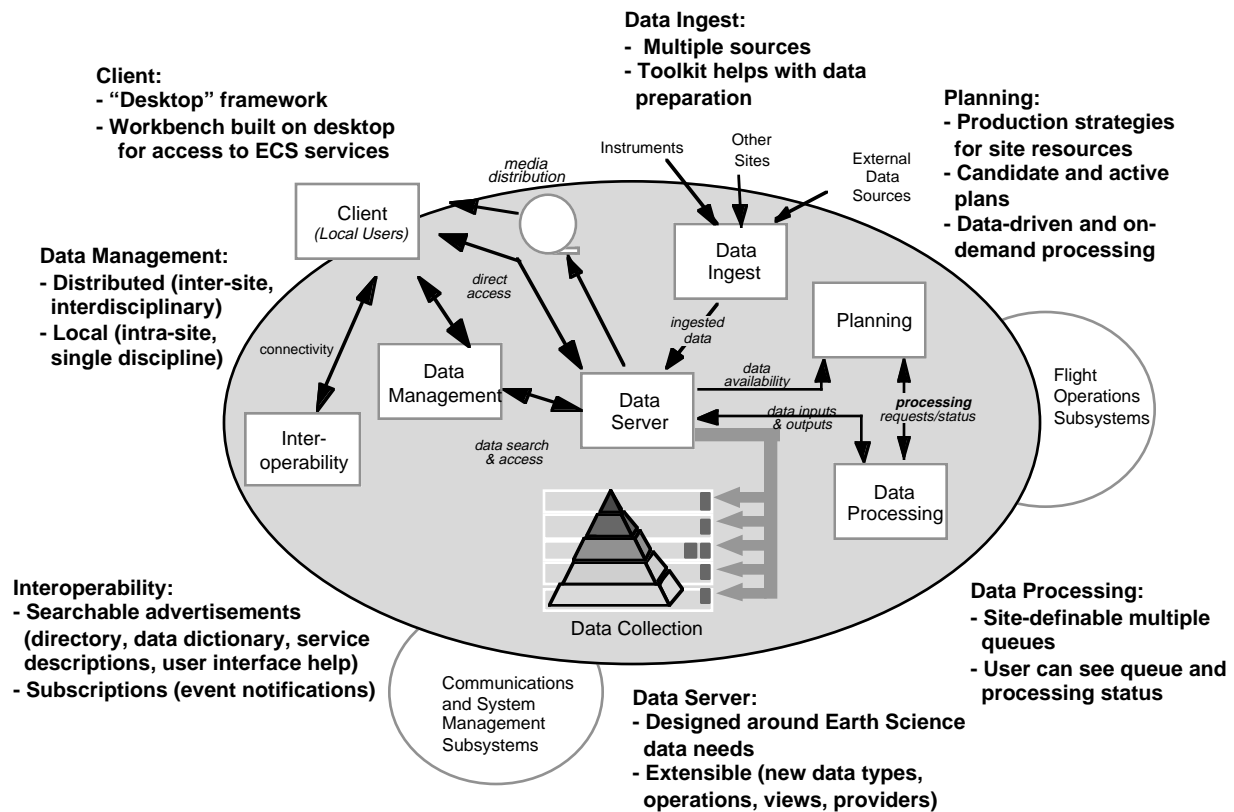 Data Ingest:
- Multiple sources
- Toolkit helps with data
preparation
Client:
- “Desktop” framework
- Workbench built on desktop
for access to ECS services
Planning:
- Production strategies
for site resources
- Candidate and active
plans
- Data-driven and on-
demand processing
Instruments
Other
Sites
External
Data
Sources
media
distribution
Client
(Local Users)
Data
Ingest
Data Management:
- Distributed (inter-site,
interdisciplinary)
- Local (intra-site,
single discipline)
direct
access
ingested
data
Planning
connectivity
Data
Management
Data
Server
data
availability
data inputs
& outputs
processing
requests/status
Flight
Operations
Subsystems
Inter-
operability
data search
& access
Data
Processing
Data Collection
Interoperability:
- Searchable advertisements
(directory, data dictionary, service
descriptions, user interface help)
- Subscriptions (event notifications)
Communications
and System
Management
Subsystems
Data Server:
- Designed around Earth Science
data needs
- Extensible (new data types,
operations, views, providers)
Data Processing:
- Site-definable multiple
queues
- User can see queue and
processing status